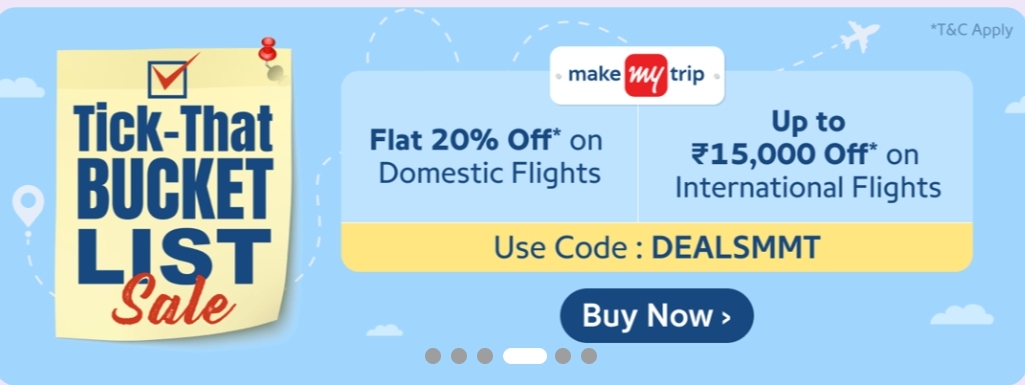 *T&C Apply
Tick-That
BUCKET
LIST
Sale
make my trip
Flat 20% Off* on
Domestic Flights
Up to
₹15,000 Off* on
International Flights
Use Code : DEALSMMT
Buy Now ›